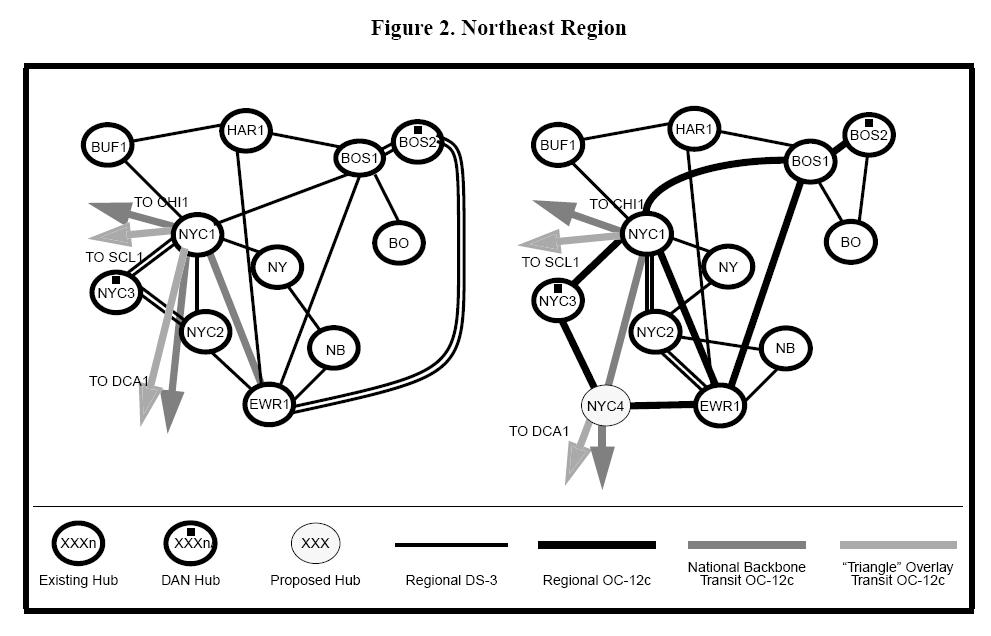 Figure 2. Northeast Region
BUF1
HAR1
BOS1
BOS2
TO CHI1
NYC1
BO
TO SCL1
NY
NYC3
NYC2
NB
TO DCA1
EWR1
BUF1
HAR1
BOS1
BOS2
TO CHI1
NYC1
BO
TO SCL1
NY
NYC3
NYC2
NB
NYC4
EWR1
TO DCA1
XXXn
Existing Hub
XXXn
DAN Hub
XXX
Proposed Hub
Regional DS-3
Regional OC-12c
National Backbone
Transit OC-12c
“Triangle” Overlay
Transit OC-12c